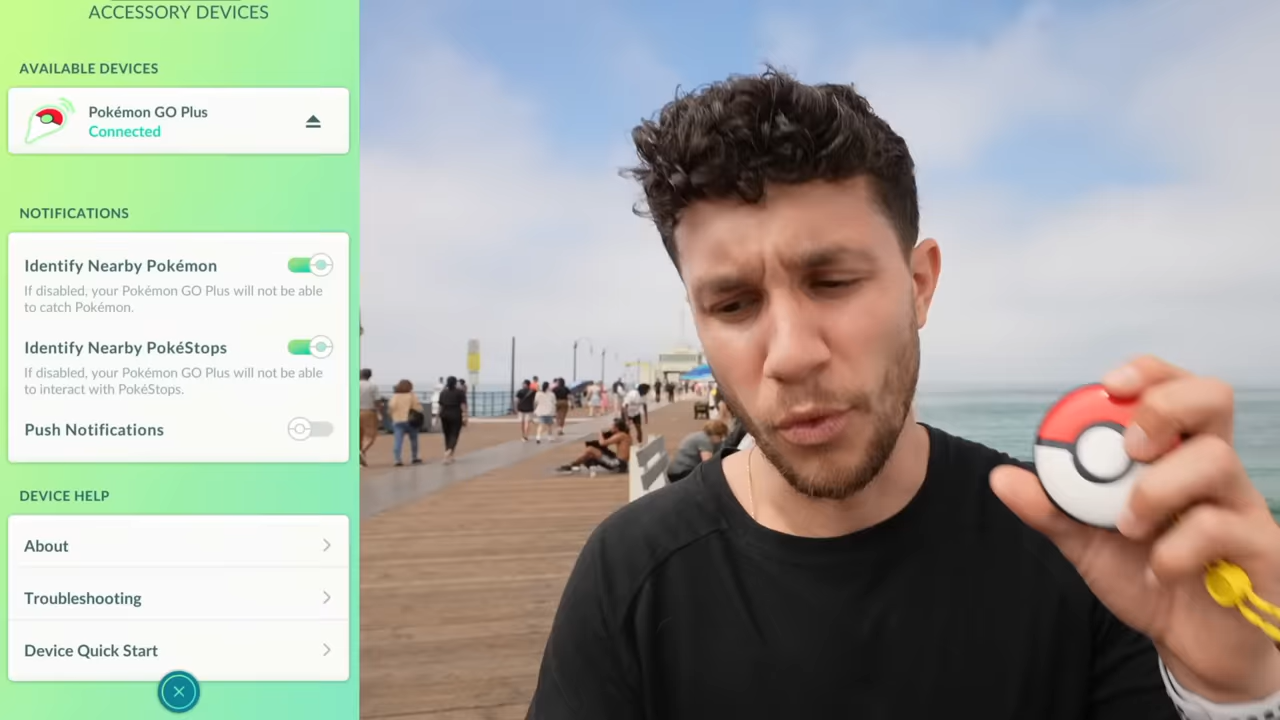 ACCESSORY DEVICES
AVAILABLE DEVICES
Pokémon GO Plus
Connected
NOTIFICATIONS
Identify Nearby Pokémon
If disabled, your Pokémon GO Plus will not be able
to catch Pokémon.
Identify Nearby PokéStops
If disabled, your Pokémon GO Plus will not be able
to interact with PokéStops.
Push Notifications
DEVICE HELP
About
Troubleshooting
Device Quick Start